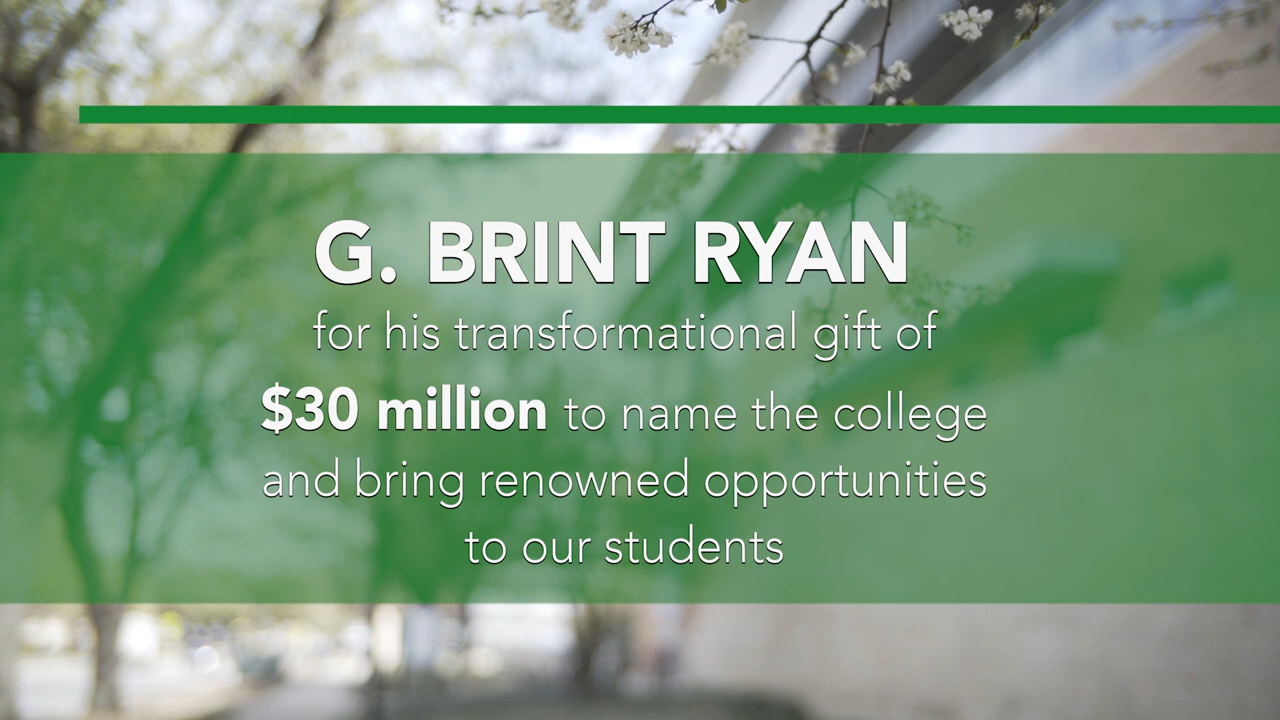 G. BRINT RYAN
for his transformational gift of
$30 million to name the college
and bring renowned opportunities
to our students